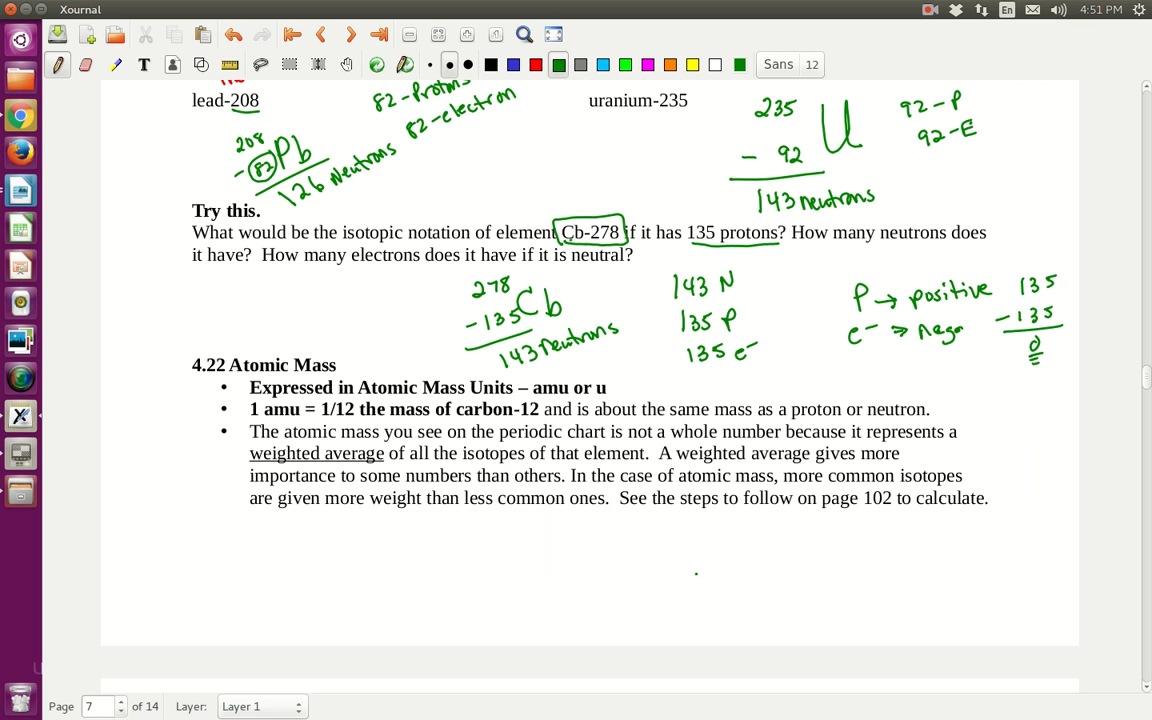 Xournal
En
4:51 PM
Sans 12
lead-208
82-Protons
82-electron
208
-82 Pb
126 Neutrons
uranium-235
235 U
- 92
143 neutrons
92-P
92-E
Try this.
What would be the isotopic notation of element Cb-278 if it has 135 protons? How many neutrons does
it have? How many electrons does it have if it is neutral?
278 Cb
-135
143 neutrons
143 N
135 P
135 e-
P → positive
e- → nega
135
-135
0
4.22 Atomic Mass
• Expressed in Atomic Mass Units – amu or u
• 1 amu = 1/12 the mass of carbon-12 and is about the same mass as a proton or neutron.
• The atomic mass you see on the periodic chart is not a whole number because it represents a
weighted average of all the isotopes of that element. A weighted average gives more
importance to some numbers than others. In the case of atomic mass, more common isotopes
are given more weight than less common ones. See the steps to follow on page 102 to calculate.
Page 7 of 14 Layer: Layer 1